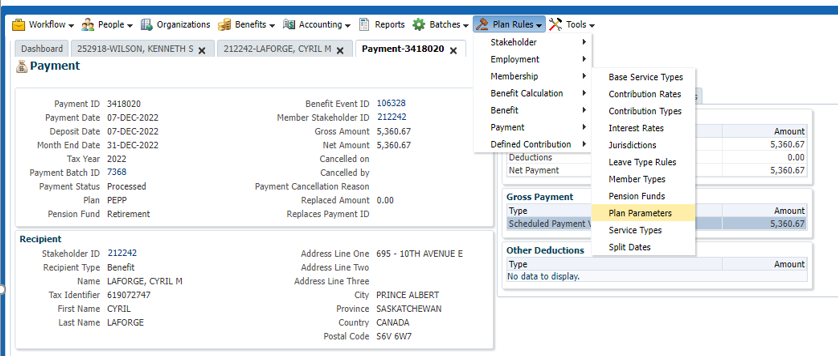 Workflow People Organizations Benefits Accounting Reports Batches Plan Rules Tools
Dashboard 252918-WILSON, KENNETH S 212242-LAFORGE, CYRIL M Payment-3418020
Payment
Payment ID 3418020
Payment Date 07-DEC-2022
Deposit Date 07-DEC-2022
Month End Date 31-DEC-2022
Tax Year 2022
Payment Batch ID 7368
Payment Status Processed
Plan PEPP
Pension Fund Retirement
Benefit Event ID 106328
Member Stakeholder ID 212242
Gross Amount 5,360.67
Net Amount 5,360.67
Cancelled on
Cancelled by
Payment Cancellation Reason
Replaced Amount 0.00
Replaces Payment ID
Recipient
Stakeholder ID 212242
Recipient Type Benefit
Name LAFORGE, CYRIL M
Tax Identifier 619072747
First Name CYRIL
Last Name LAFORGE
Address Line One 695 - 10TH AVENUE E
Address Line Two
Address Line Three
City PRINCE ALBERT
Province SASKATCHEWAN
Country CANADA
Postal Code S6V 6W7
Stakeholder
Employment
Membership
Benefit Calculation
Benefit
Payment
Defined Contribution
Base Service Types
Contribution Rates
Contribution Types
Interest Rates
Jurisdictions
Leave Type Rules
Member Types
Pension Funds
Plan Parameters
Service Types
Split Dates
Amount
5,360.67
Deductions 0.00
Net Payment 5,360.67
Gross Payment
Type Amount
Scheduled Payment 5,360.67
Other Deductions
Type Amount
No data to display.